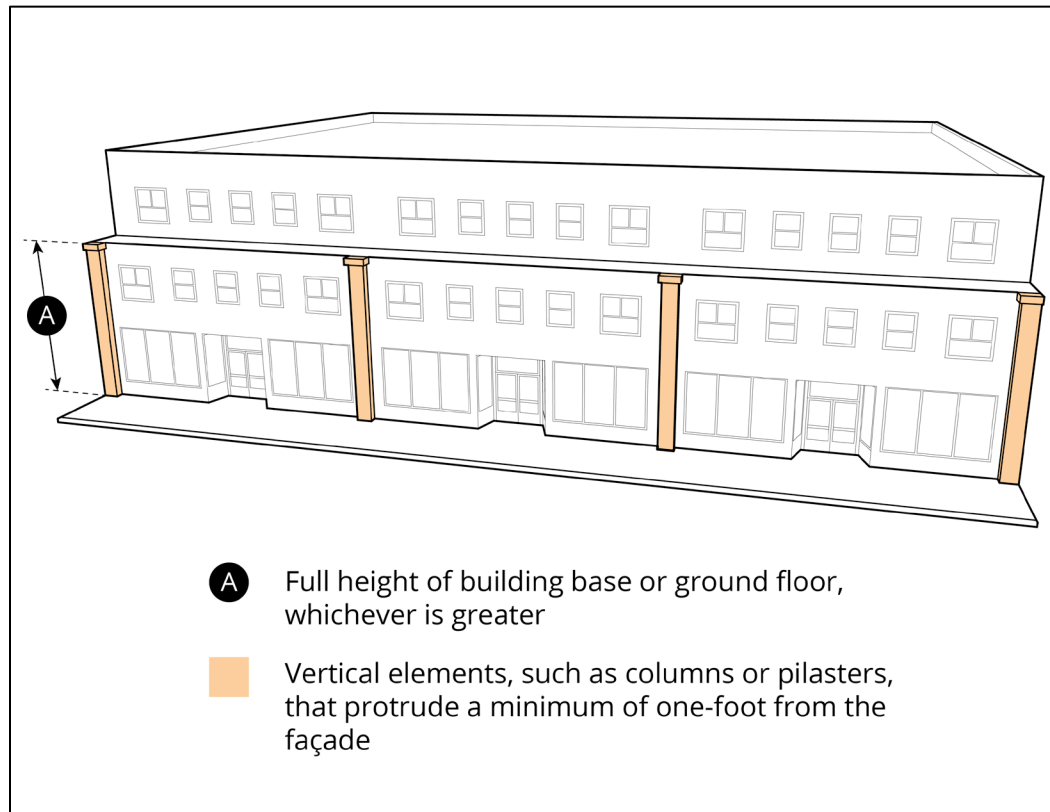 A
A Full height of building base or ground floor,
whichever is greater
Vertical elements, such as columns or pilasters,
that protrude a minimum of one-foot from the
façade